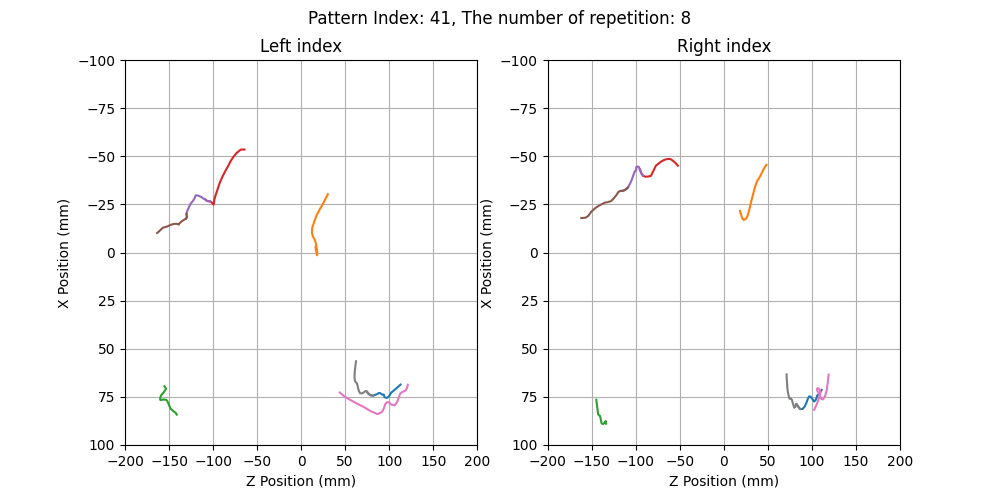 Pattern Index: 41, The number of repetition: 8
Left index
Right index
−100
−75
−50
−25
0
25
50
75
100
−200 −150 −100 −50 0 50 100 150 200
X Position (mm)
Z Position (mm)
−100
−75
−50
−25
0
25
50
75
100
−200 −150 −100 −50 0 50 100 150 200
X Position (mm)
Z Position (mm)